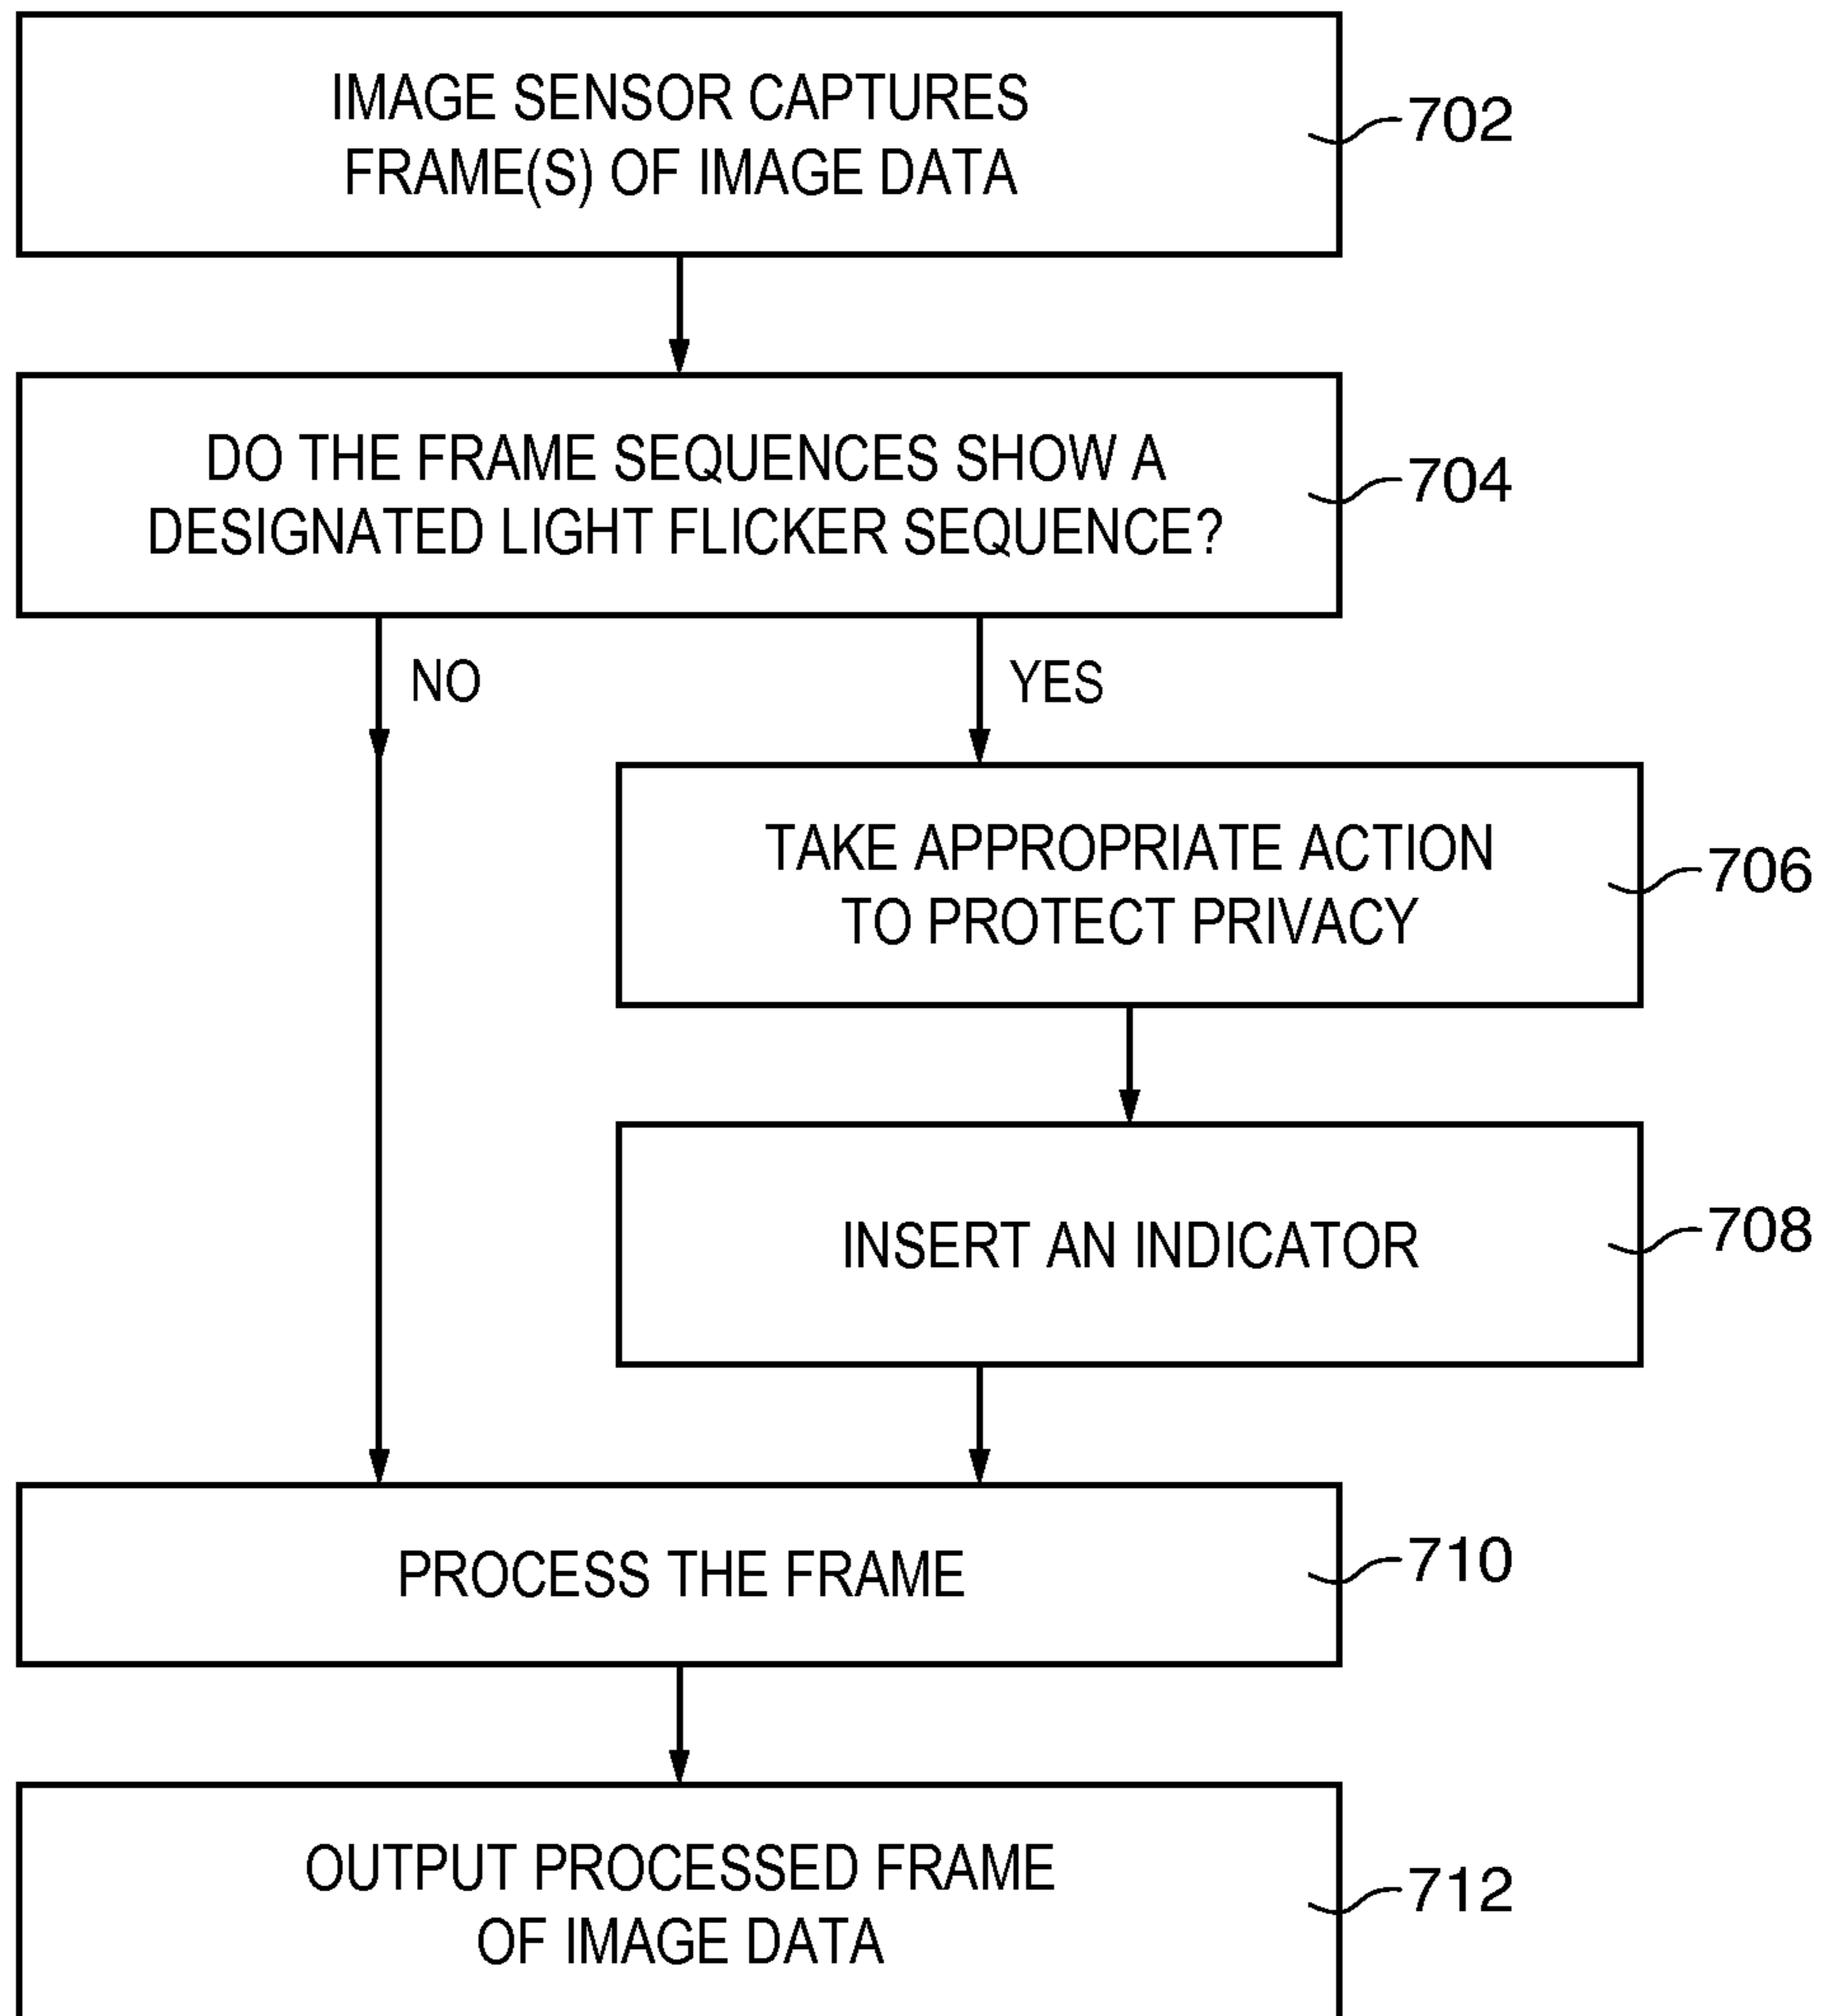 IMAGE SENSOR CAPTURES
FRAME(S) OF IMAGE DATA
702
DO THE FRAME SEQUENCES SHOW A
DESIGNATED LIGHT FLICKER SEQUENCE?
704
NO
YES
TAKE APPROPRIATE ACTION
TO PROTECT PRIVACY
706
INSERT AN INDICATOR
708
PROCESS THE FRAME
710
OUTPUT PROCESSED FRAME
OF IMAGE DATA
712